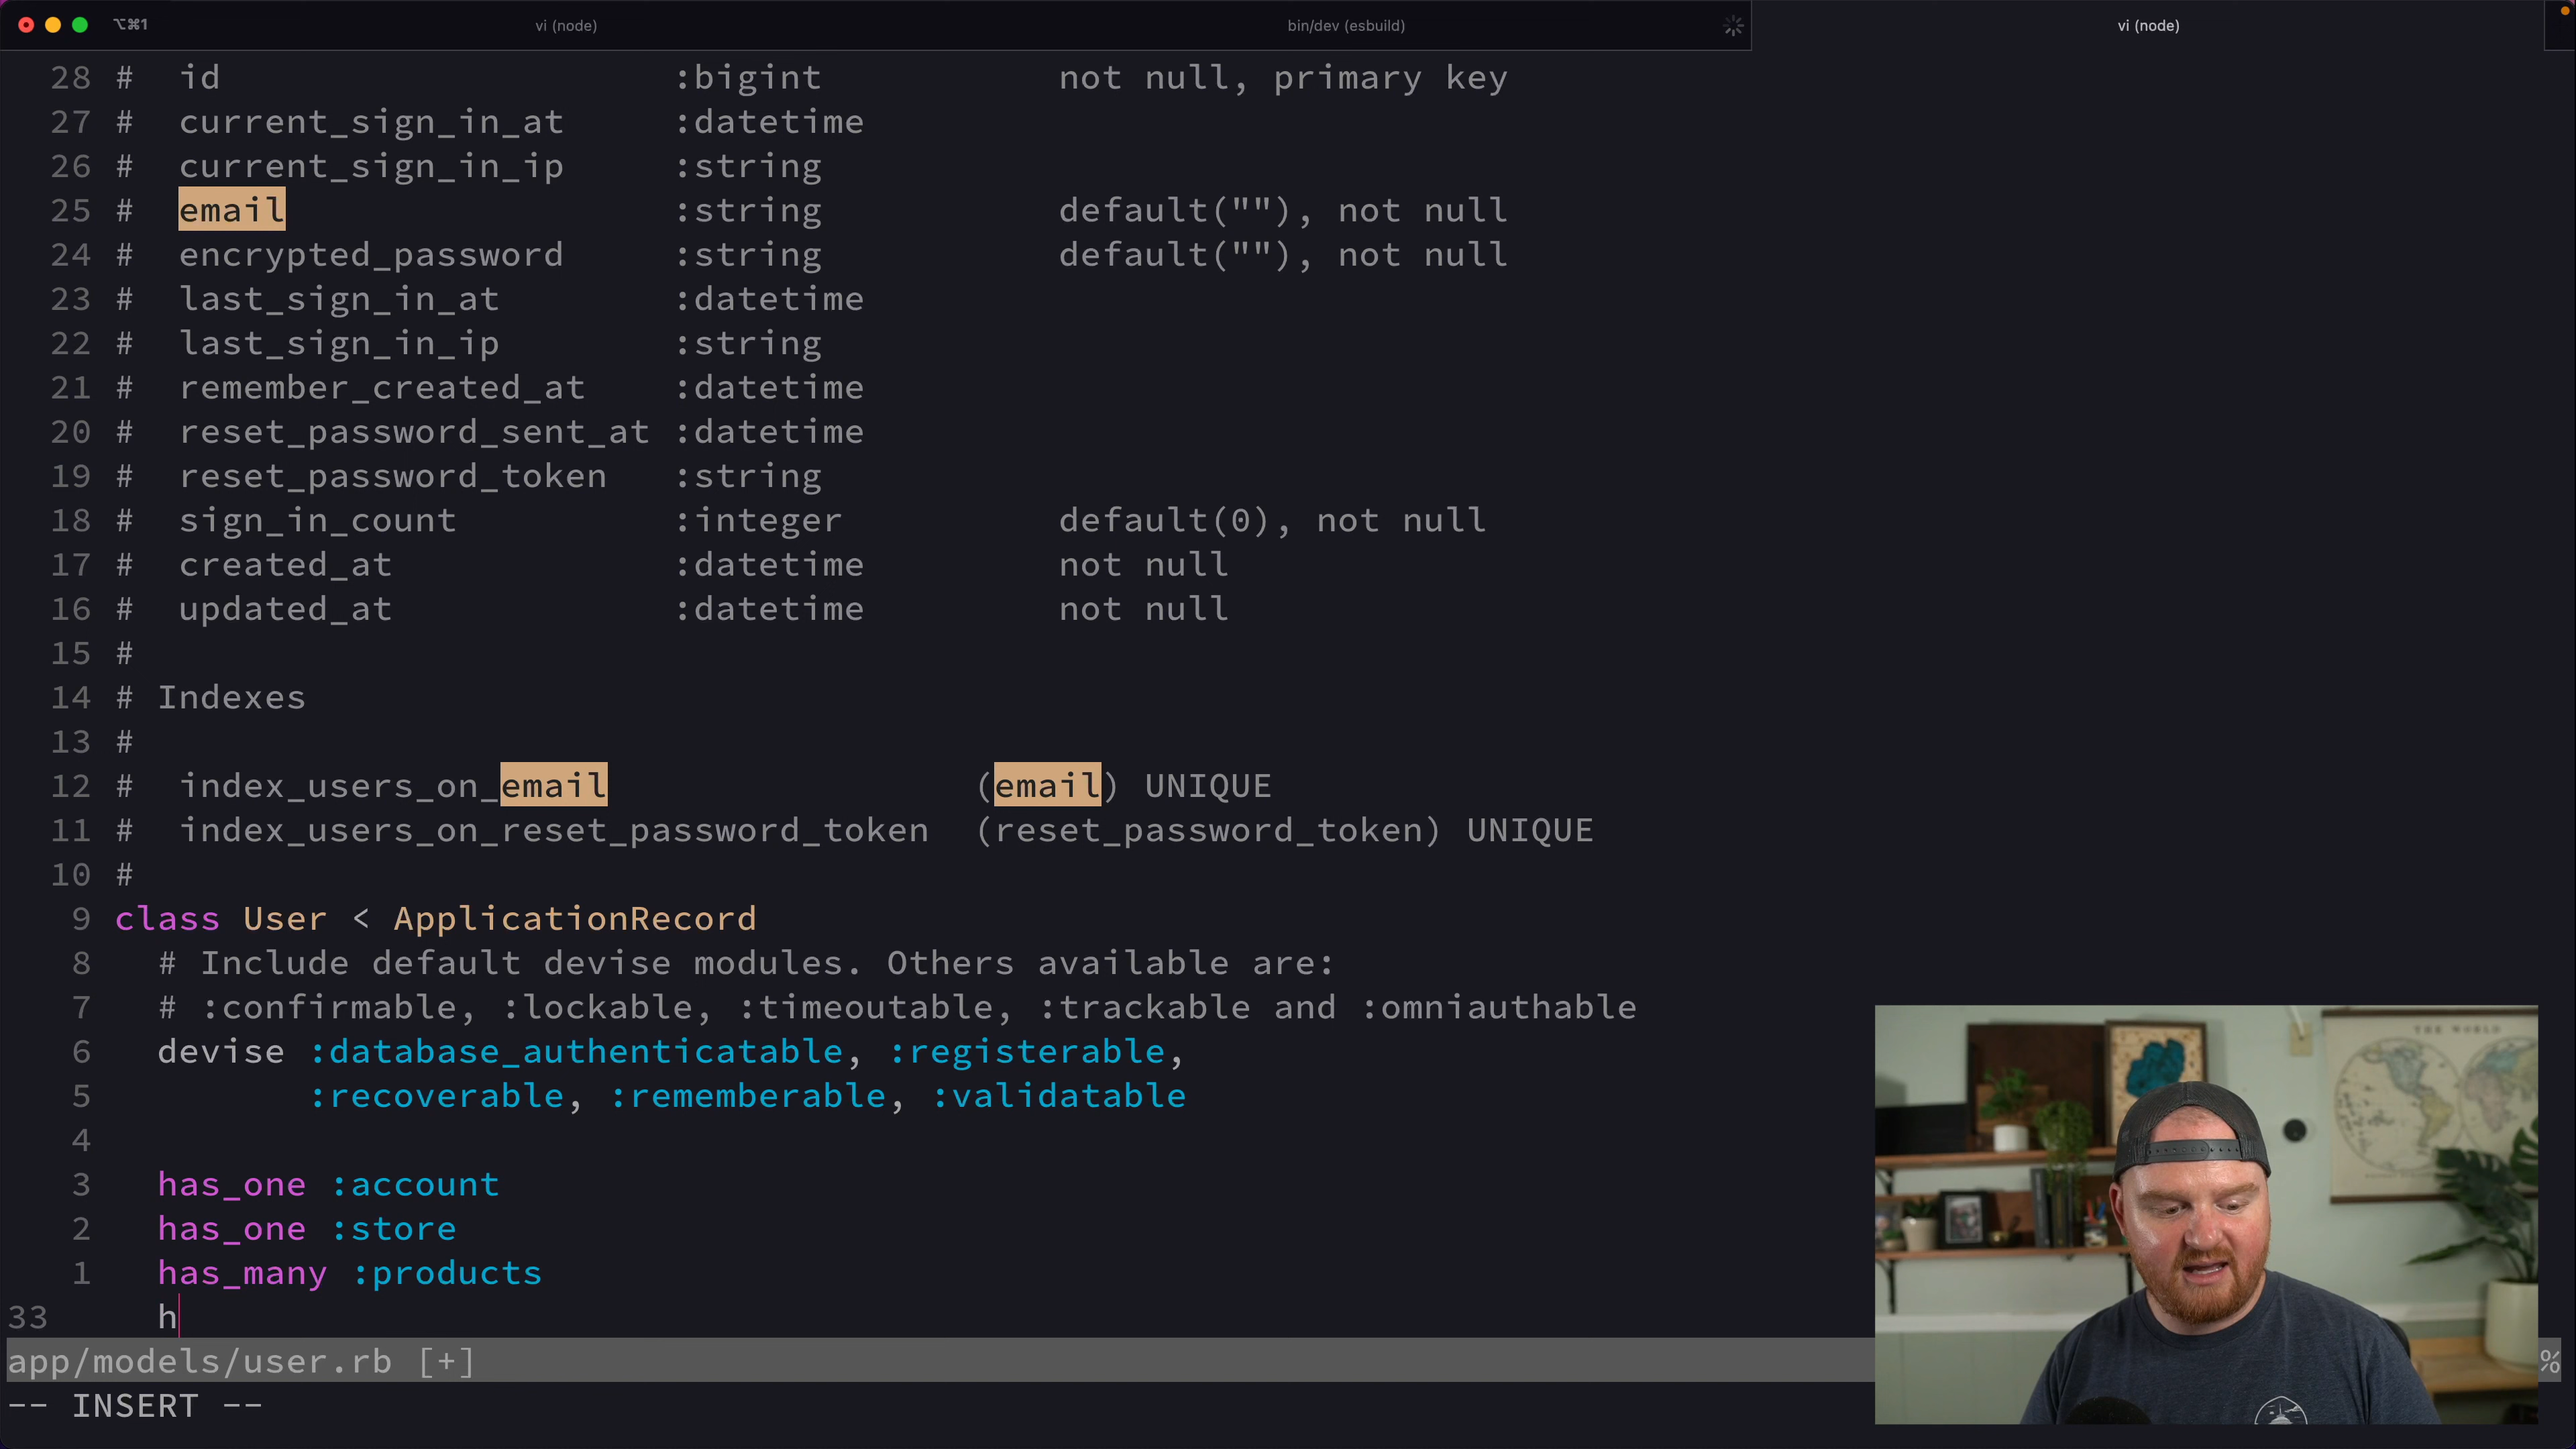 ⌥⌘1 vi (node) bin/dev (esbuild) vi (node)
28 # id :bigint not null, primary key
27 # current_sign_in_at :datetime
26 # current_sign_in_ip :string
25 # email :string default(""), not null
24 # encrypted_password :string default(""), not null
23 # last_sign_in_at :datetime
22 # last_sign_in_ip :string
21 # remember_created_at :datetime
20 # reset_password_sent_at :datetime
19 # reset_password_token :string
18 # sign_in_count :integer default(0), not null
17 # created_at :datetime not null
16 # updated_at :datetime not null
15 #
14 # Indexes
13 #
12 # index_users_on_email (email) UNIQUE
11 # index_users_on_reset_password_token (reset_password_token) UNIQUE
10 #
9 class User < ApplicationRecord
8 # Include default devise modules. Others available are:
7 # :confirmable, :lockable, :timeoutable, :trackable and :omniauthable
6 devise :database_authenticatable, :registerable,
5 :recoverable, :rememberable, :validatable
4
3 has_one :account
2 has_one :store
1 has_many :products
33 h
app/models/user.rb [+] %
-- INSERT --
THE WORLD